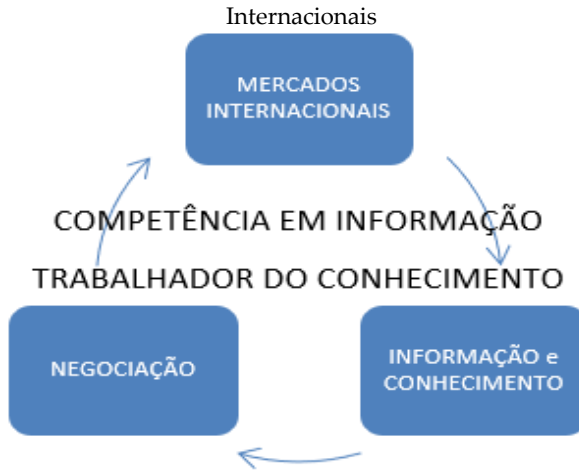 Internacionais
MERCADOS
INTERNACIONAIS
COMPETÊNCIA EM INFORMAÇÃO
TRABALHADOR DO CONHECIMENTO
NEGOCIAÇÃO
INFORMAÇÃO e
CONHECIMENTO